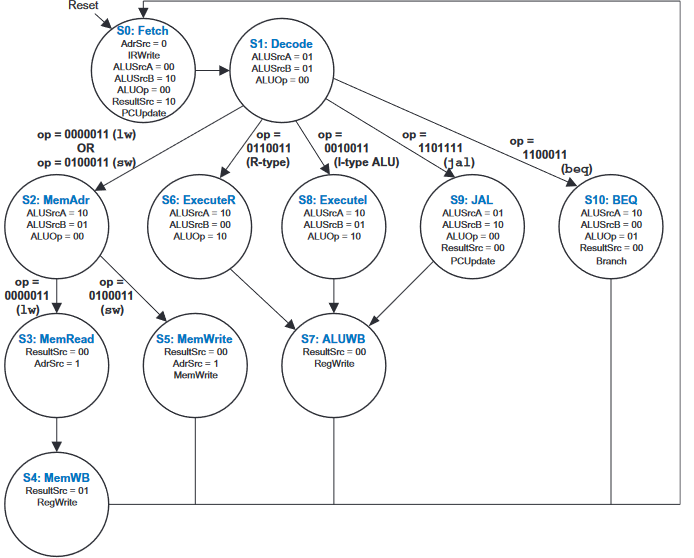 Reset
S0: Fetch
AdrSrc = 0
IRWrite
ALUSrcA = 00
ALUSrcB = 10
ALUOp = 00
ResultSrc = 10
PCUpdate
S1: Decode
ALUSrcA = 01
ALUSrcB = 01
ALUOp = 00
op = 0000011 (lw)
OR
op = 0100011 (sw)
op =
0110011
(R-type)
op =
0010011
(I-type ALU)
op =
1101111
(jal)
op =
1100011
(beq)
S2: MemAdr
ALUSrcA = 10
ALUSrcB = 01
ALUOp = 00
S6: ExecuteR
ALUSrcA = 10
ALUSrcB = 00
ALUOp = 10
S8: ExecuteI
ALUSrcA = 10
ALUSrcB = 01
ALUOp = 10
S9: JAL
ALUSrcA = 01
ALUSrcB = 10
ALUOp = 00
ResultSrc = 00
PCUpdate
S10: BEQ
ALUSrcA = 10
ALUSrcB = 00
ALUOp = 01
ResultSrc = 00
Branch
op =
0000011
(lw)
op =
0100011
(sw)
S3: MemRead
ResultSrc = 00
AdrSrc = 1
S5: MemWrite
ResultSrc = 00
AdrSrc = 1
MemWrite
S7: ALUWB
ResultSrc = 00
RegWrite
S4: MemWB
ResultSrc = 01
RegWrite